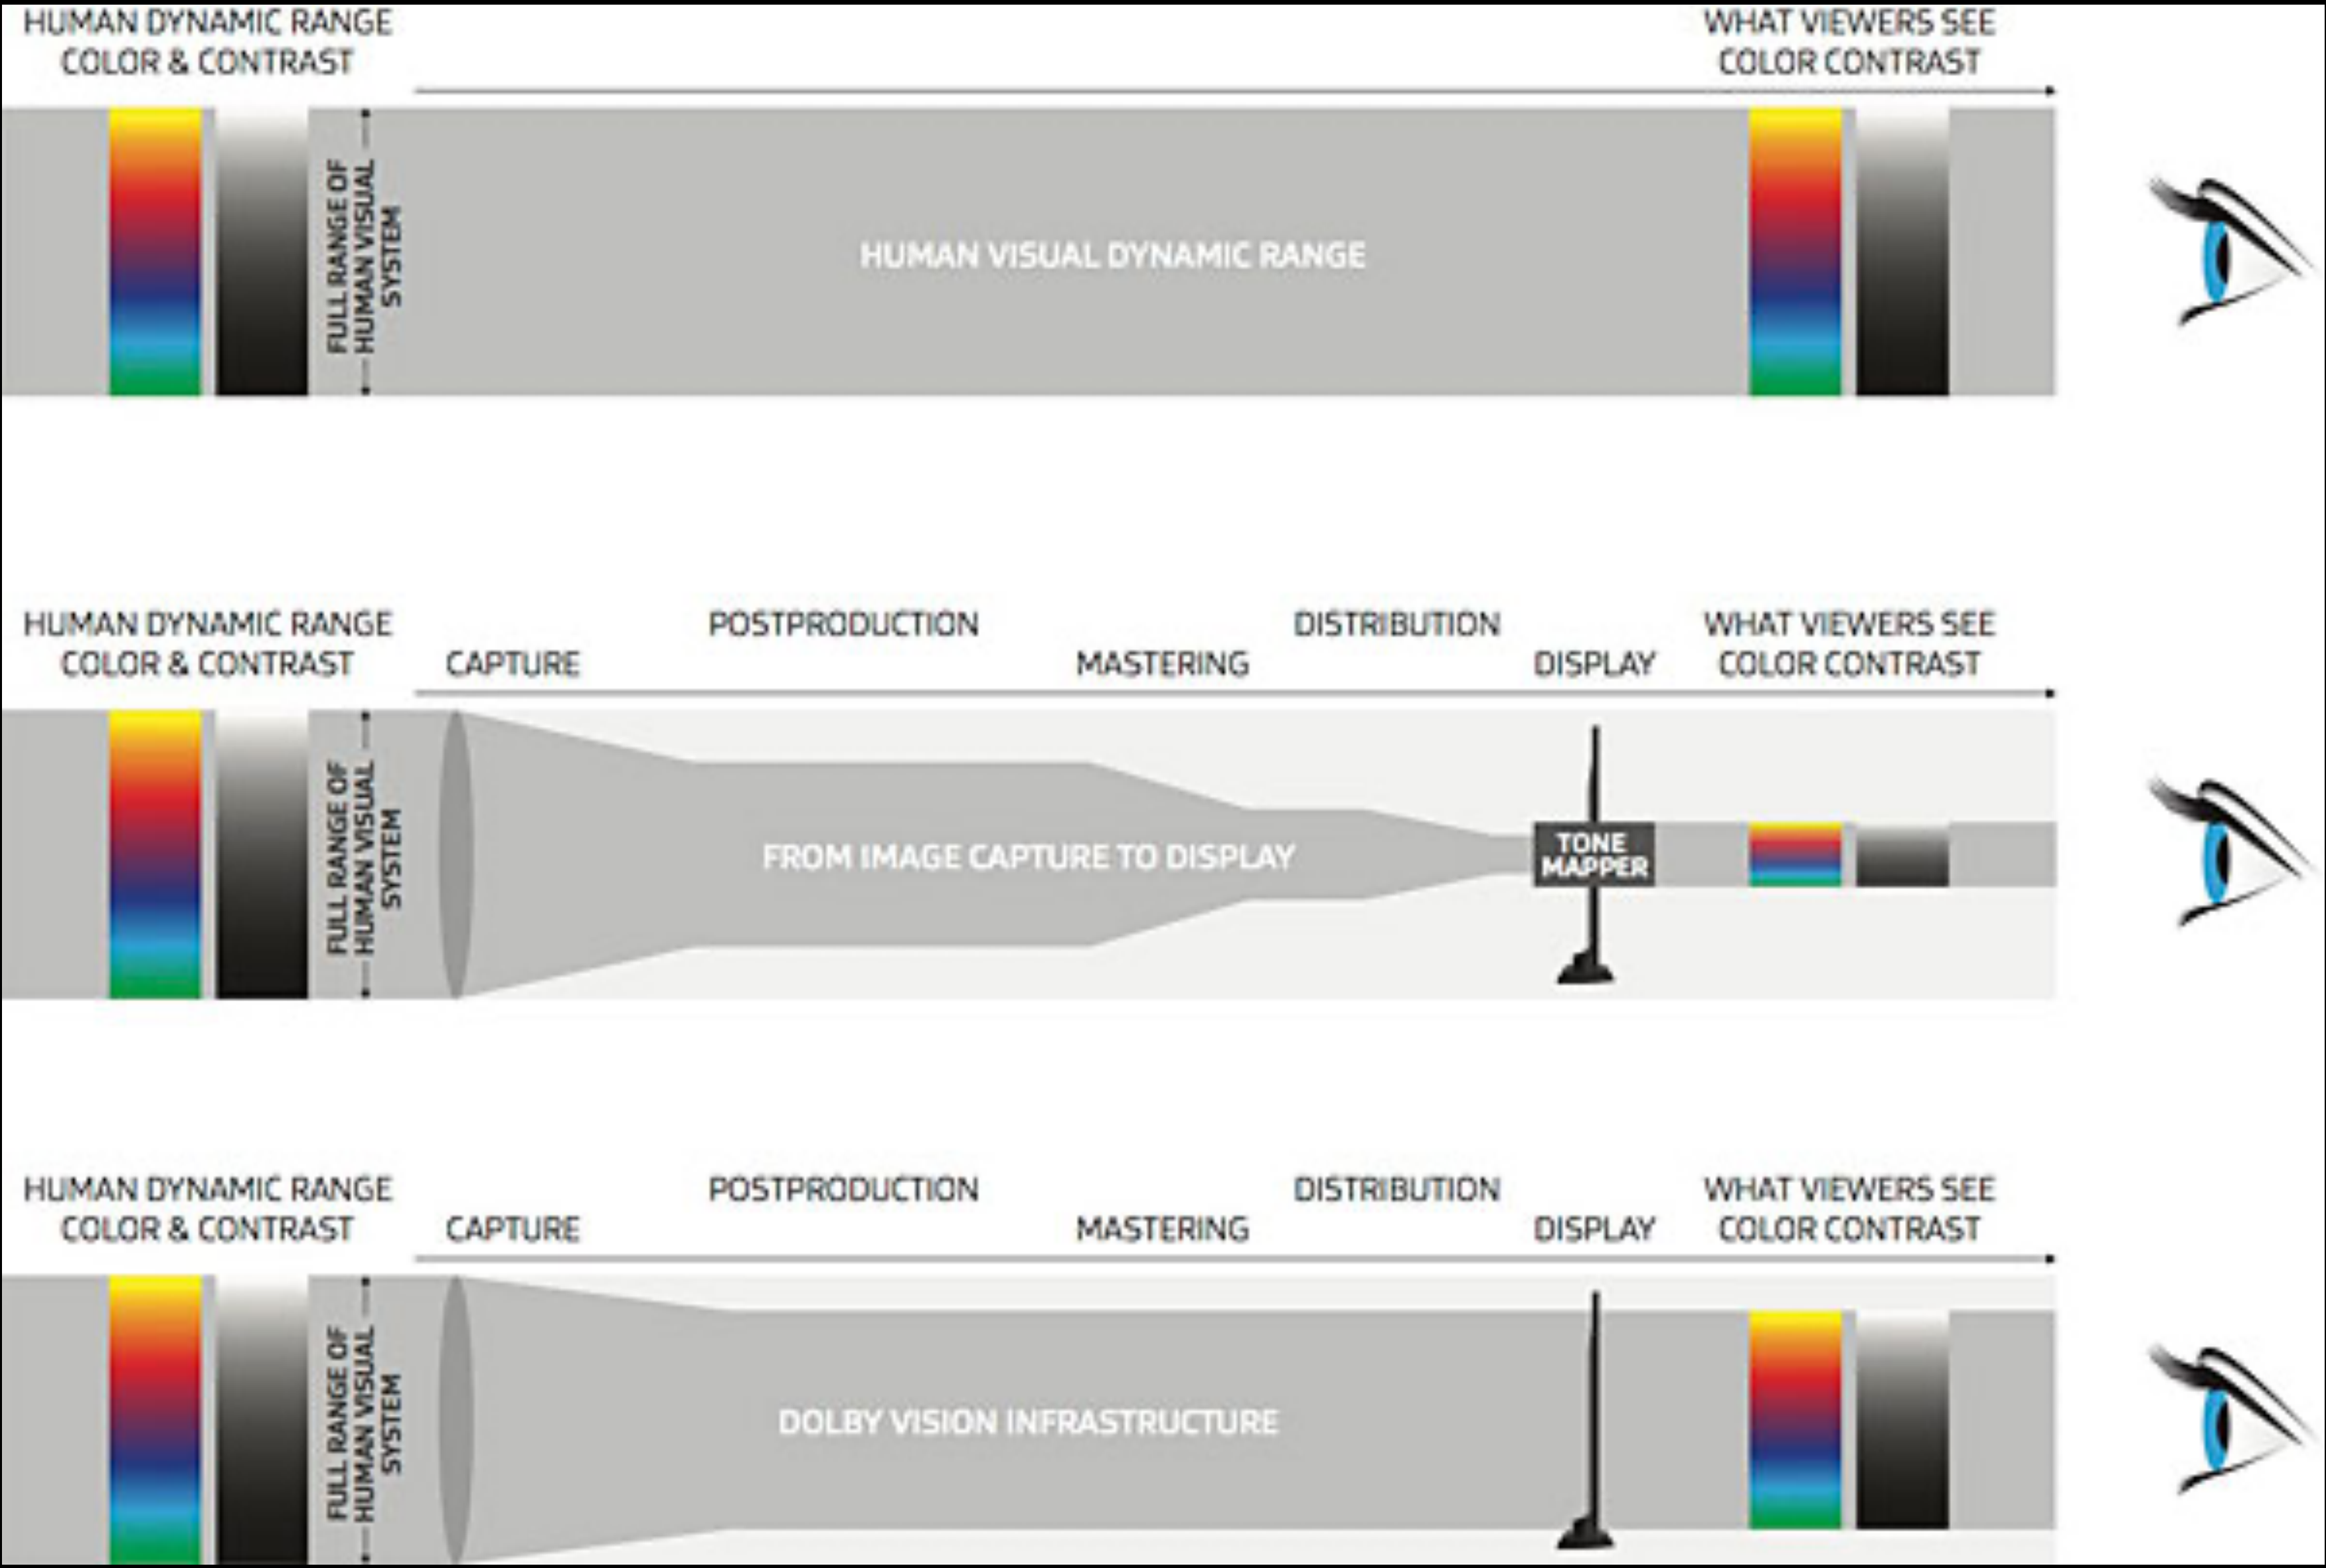 HUMAN DYNAMIC RANGE
COLOR & CONTRAST
WHAT VIEWERS SEE
COLOR CONTRAST
FULL RANGE OF
HUMAN VISUAL
SYSTEM
HUMAN VISUAL DYNAMIC RANGE
HUMAN DYNAMIC RANGE
COLOR & CONTRAST
CAPTURE
POSTPRODUCTION
MASTERING
DISTRIBUTION
DISPLAY
WHAT VIEWERS SEE
COLOR CONTRAST
FULL RANGE OF
HUMAN VISUAL
SYSTEM
FROM IMAGE CAPTURE TO DISPLAY
TONE
MAPPER
HUMAN DYNAMIC RANGE
COLOR & CONTRAST
CAPTURE
POSTPRODUCTION
MASTERING
DISTRIBUTION
DISPLAY
WHAT VIEWERS SEE
COLOR CONTRAST
FULL RANGE OF
HUMAN VISUAL
SYSTEM
DOLBY VISION INFRASTRUCTURE